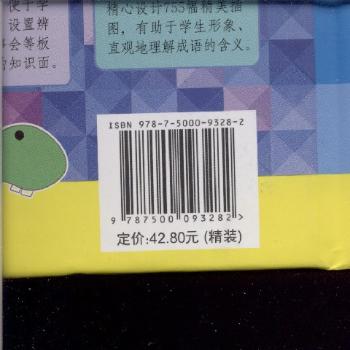 便于学
设置辨
事会等板
的知识面。
精心设计755幅精美插
图,有助于学生形象、
直观地理解成语的含义。
ISBN 978-7-5000-9328-2
9 787500 093282 >
定价:42.80元 (精装)